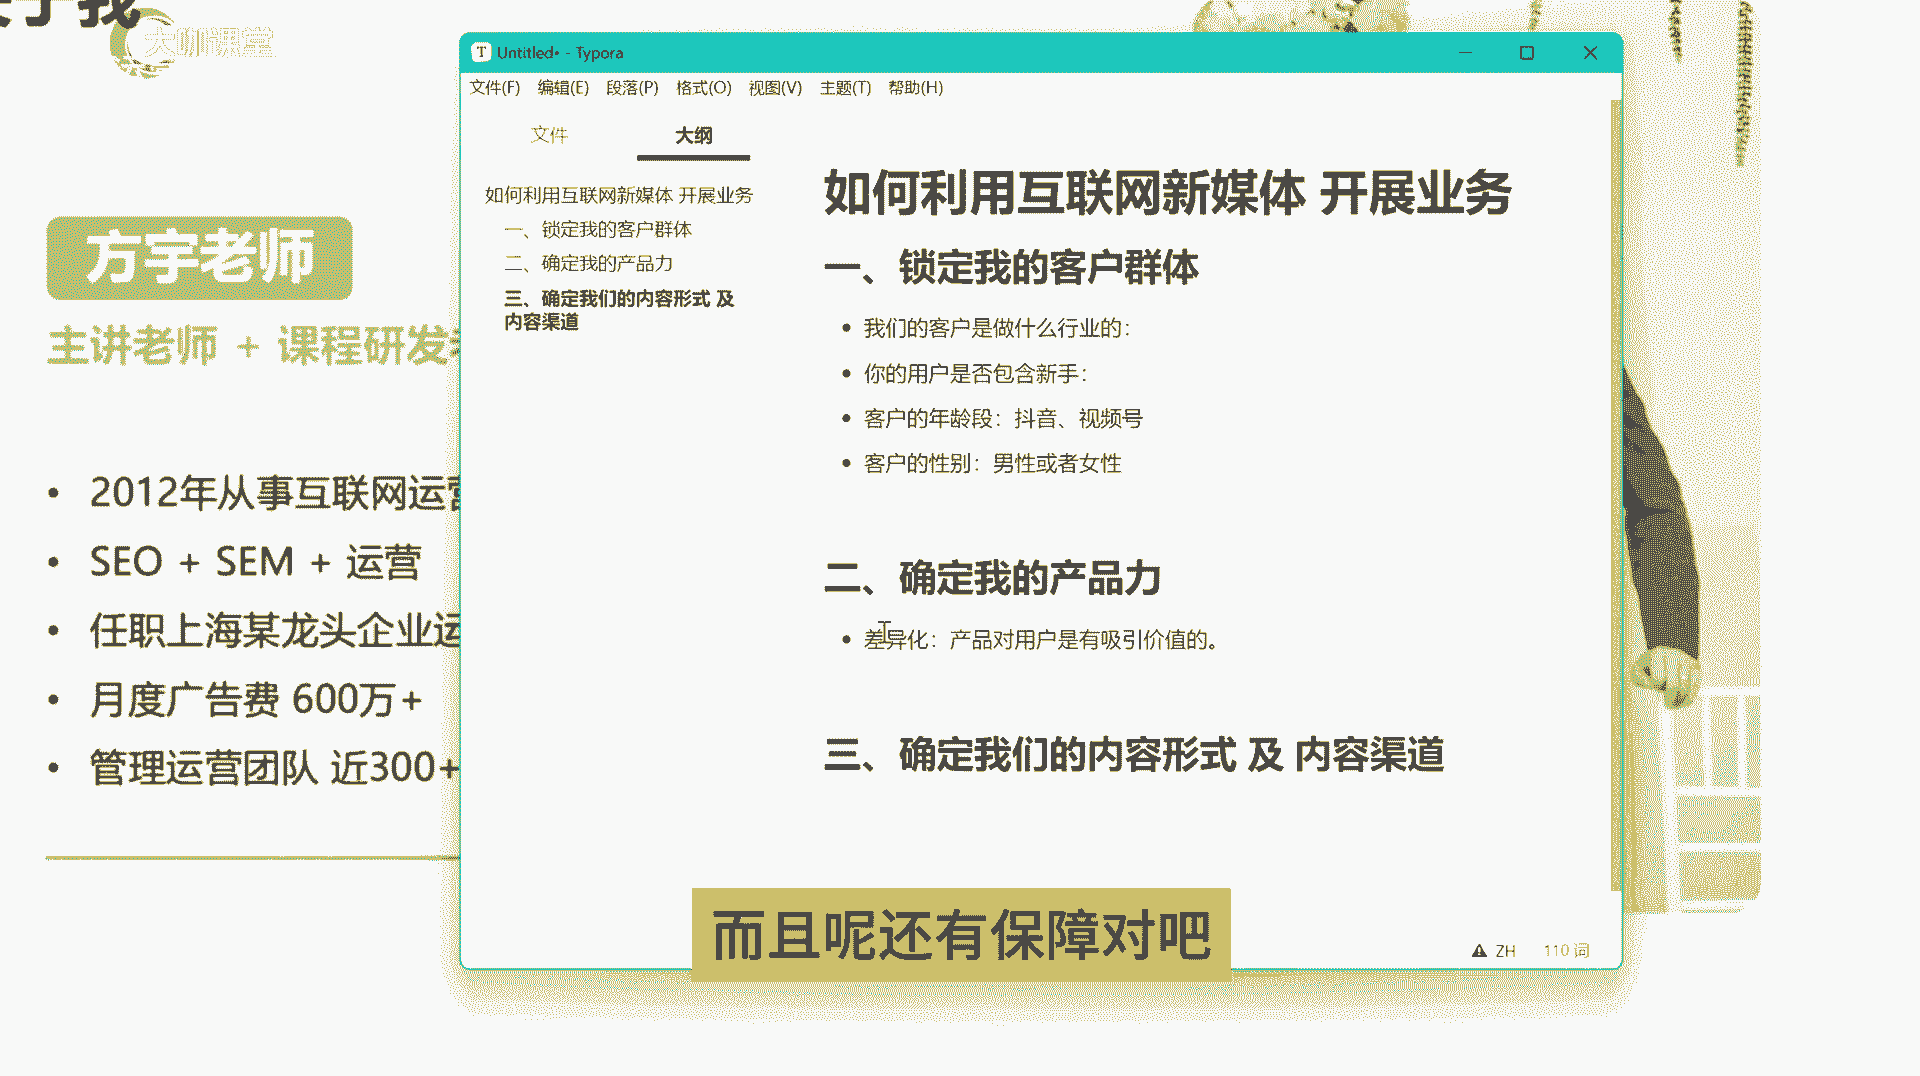 大咖课堂
方宇老师
主讲老师 + 课程研发
2012年从事互联网运营
SEO + SEM + 运营
任职上海某龙头企业运
月度广告费 600万+
管理运营团队 近300+
Untitled• - Typora
文件(F) 编辑(E) 段落(P) 格式(O) 视图(V) 主题(T) 帮助(H)
文件 大纲
如何利用互联网新媒体 开展业务
一、锁定我的客户群体
二、确定我的产品力
三、确定我们的内容形式 及
内容渠道
如何利用互联网新媒体 开展业务
一、锁定我的客户群体
我们的客户是做什么行业的：
你的用户是否包含新手：
客户的年龄段：抖音、视频号
客户的性别：男性或者女性
二、确定我的产品力
差异化：产品对用户是有吸引价值的。
三、确定我们的内容形式 及 内容渠道
ZH 110 词
而且呢还有保障对吧